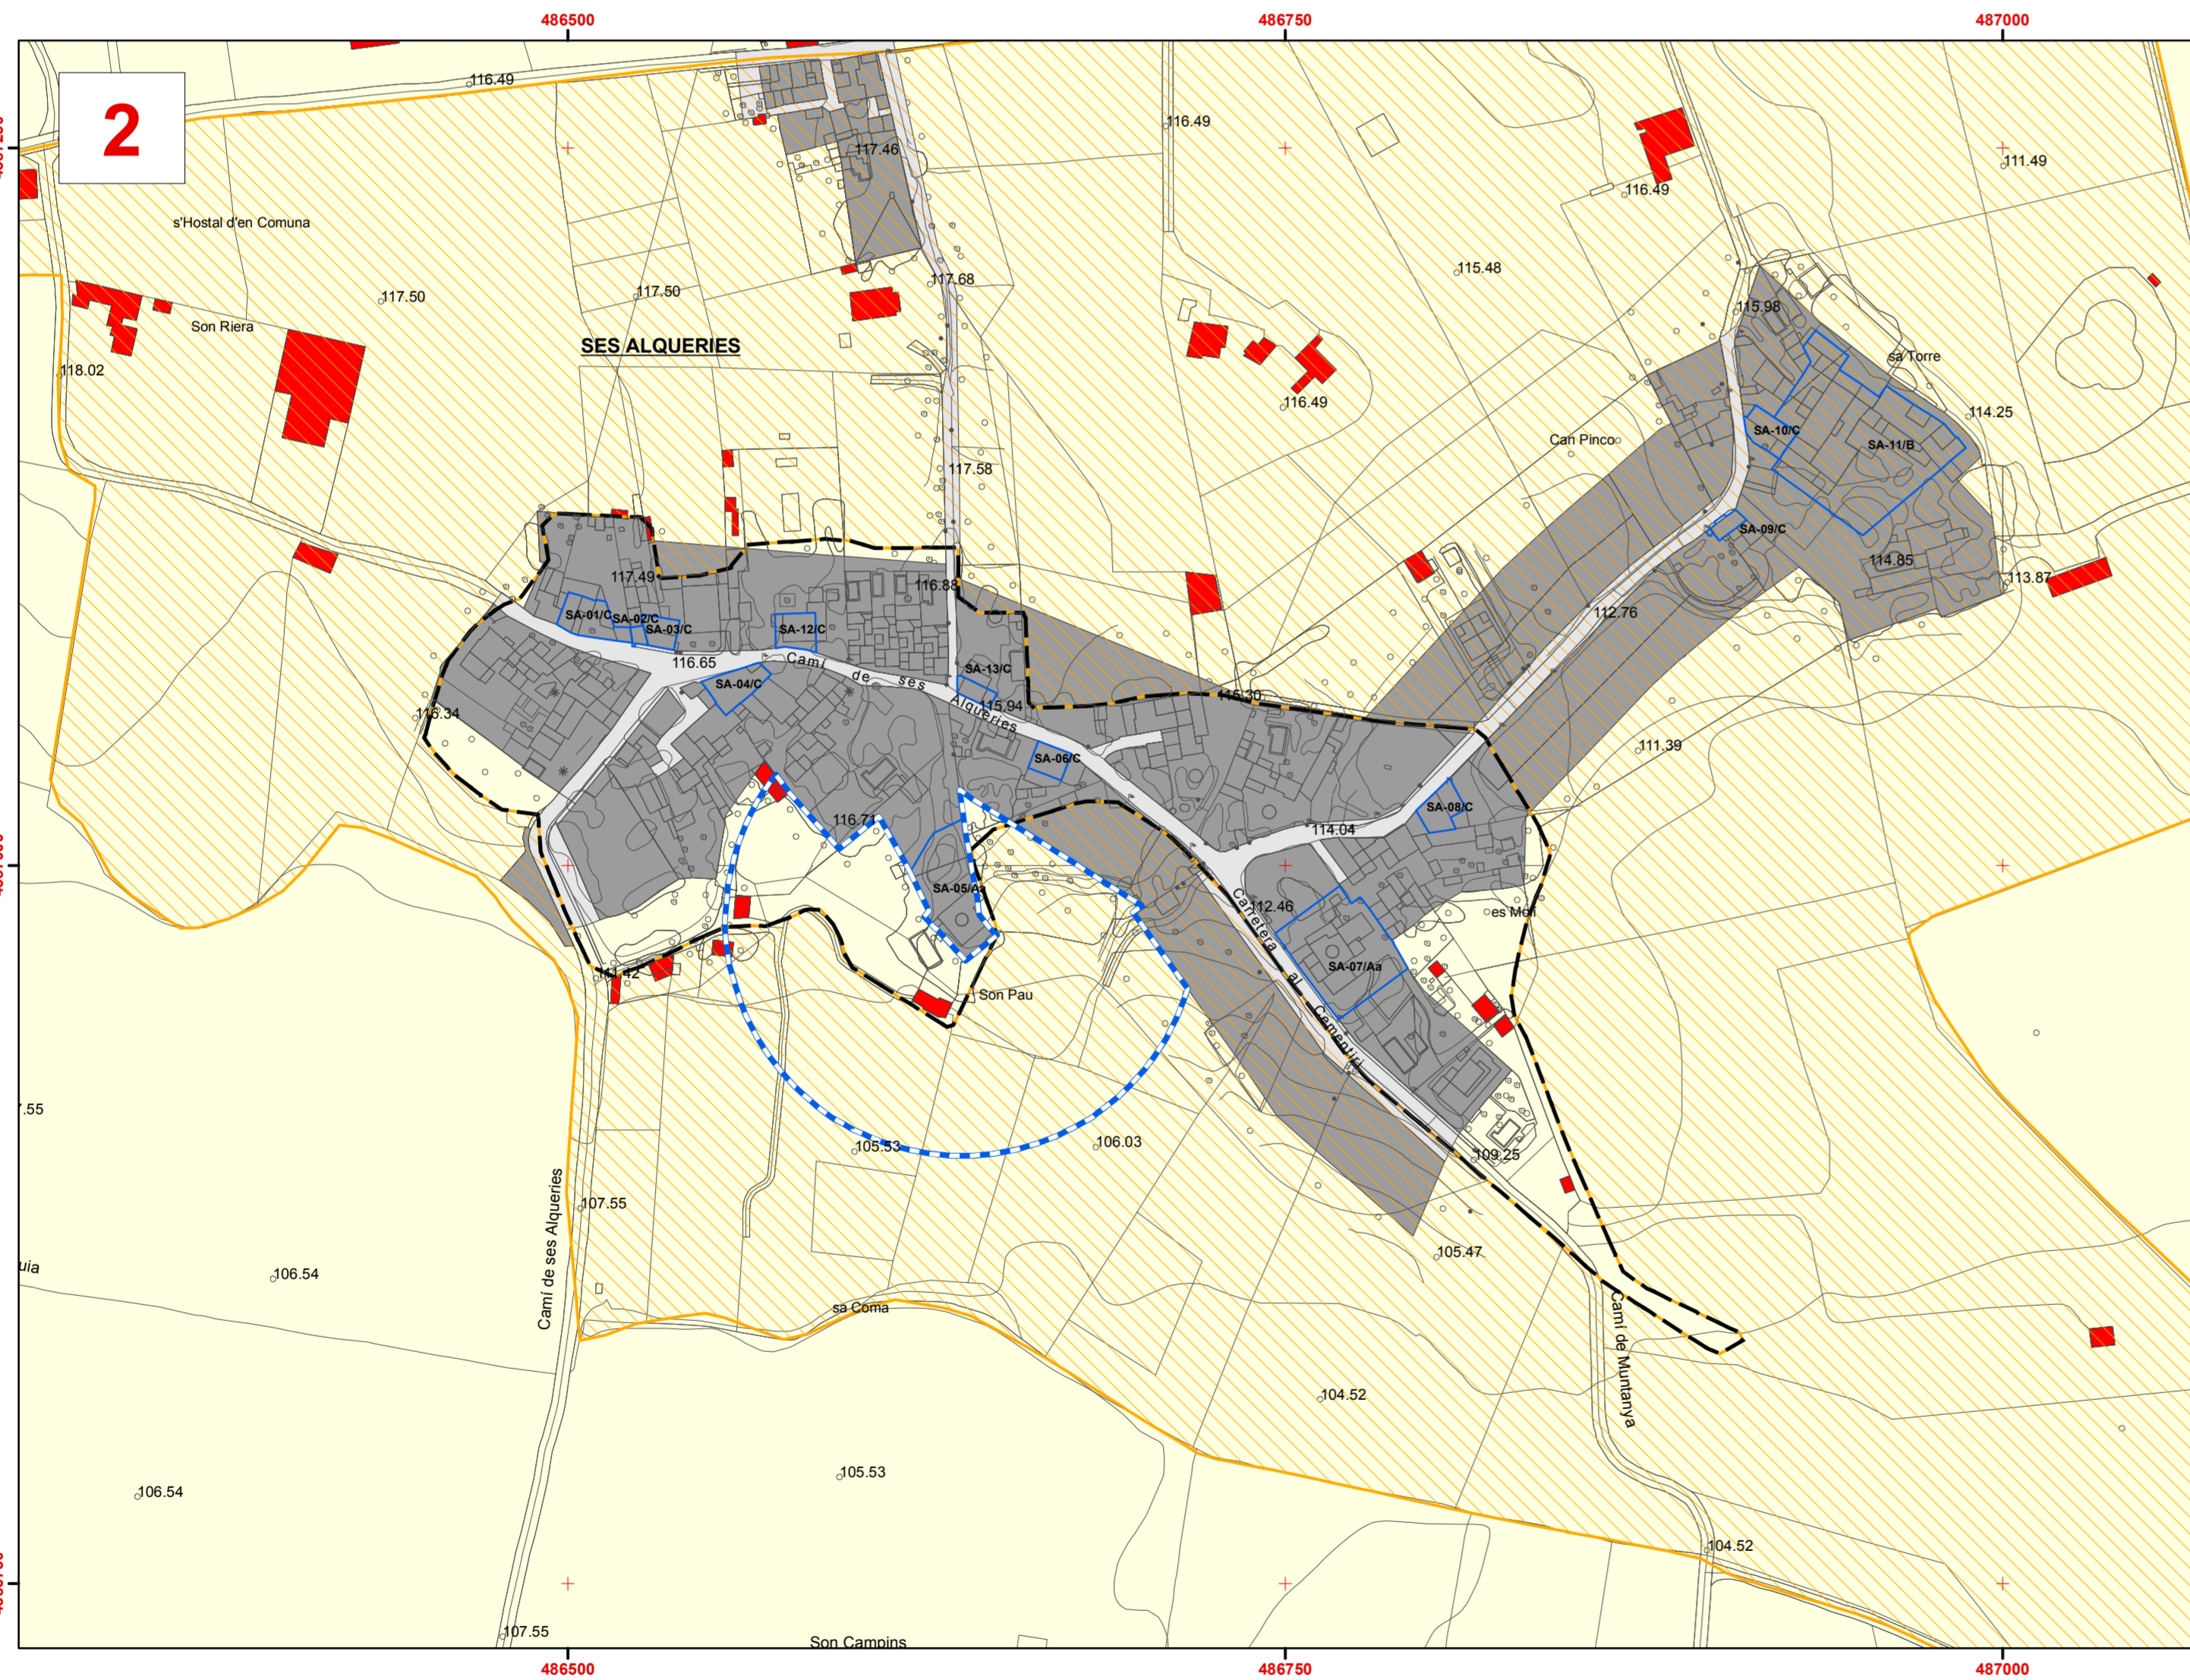 486500
486750
487000
2
116.49
116.49
117.46
116.49
111.49
s'Hostal d'en Comuna
117.50
117.50
117.68
115.48
115.98
Son Riera
SES ALQUERIES
118.02
sa Torre
116.49
114.25
SA-10/C
Can Pinco
SA-11/B
117.58
SA-09/C
114.85
117.49
116.88
113.87
SA-01/C
SA-02/C
SA-03/C
SA-12/C
112.76
116.65
Camí de ses Alqueries
SA-13/C
SA-04/C
115.30
115.94
116.34
111.39
SA-06/C
SA-08/C
116.71
114.04
SA-05/Aa
112.46
es Molí
Carretera al Cementiri
SA-07/Aa
Son Pau
105.53
106.03
109.25
107.55
Camí de ses Alqueries
105.47
106.54
sa Coma
Camí de Muntanya
104.52
105.53
106.54
104.52
107.55
Son Campins
486500
486750
487000